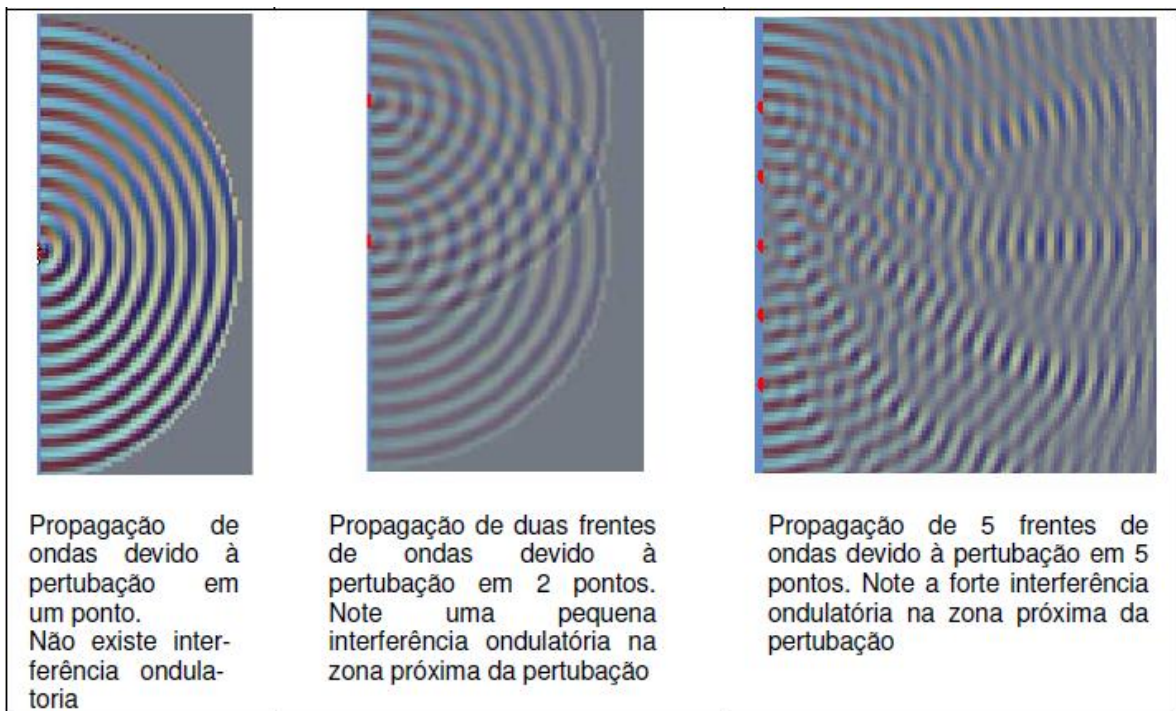 Propagação de
ondas devido à
pertubação em
um ponto.
Não existe inter-
ferência ondula-
toria
Propagação de duas frentes
de ondas devido à
pertubação em 2 pontos.
Note uma pequena
interferência ondulatória na
zona próxima da pertubação
Propagação de 5 frentes de
ondas devido à pertubação em 5
pontos. Note a forte interferência
ondulatória na zona próxima da
pertubação